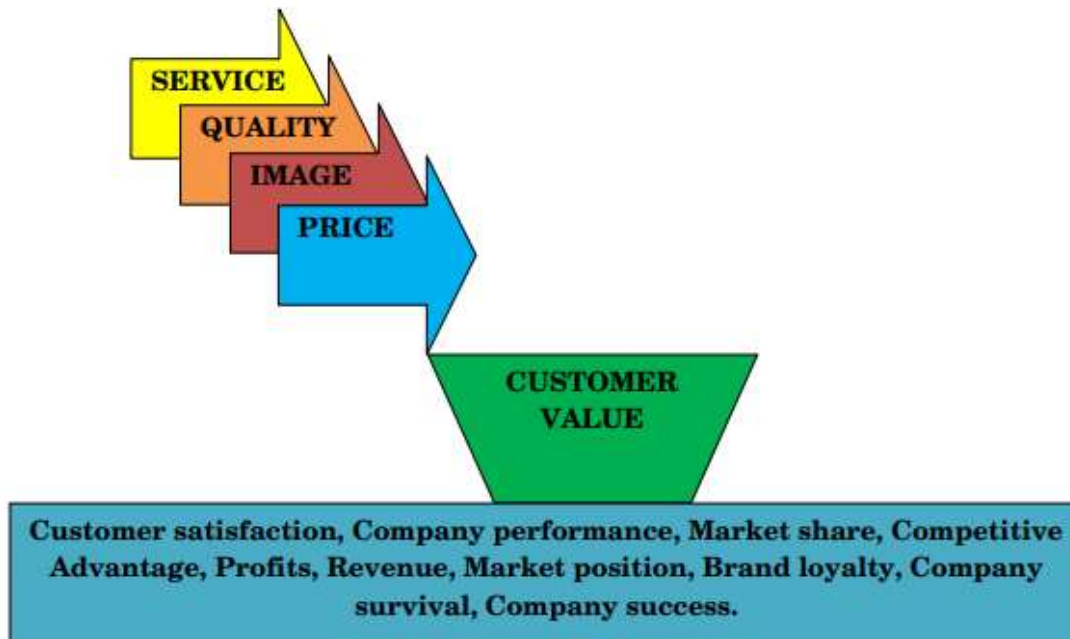 SERVICE
QUALITY
IMAGE
PRICE
CUSTOMER
VALUE
Customer satisfaction, Company performance, Market share, Competitive
Advantage, Profits, Revenue, Market position, Brand loyalty, Company
survival, Company success.